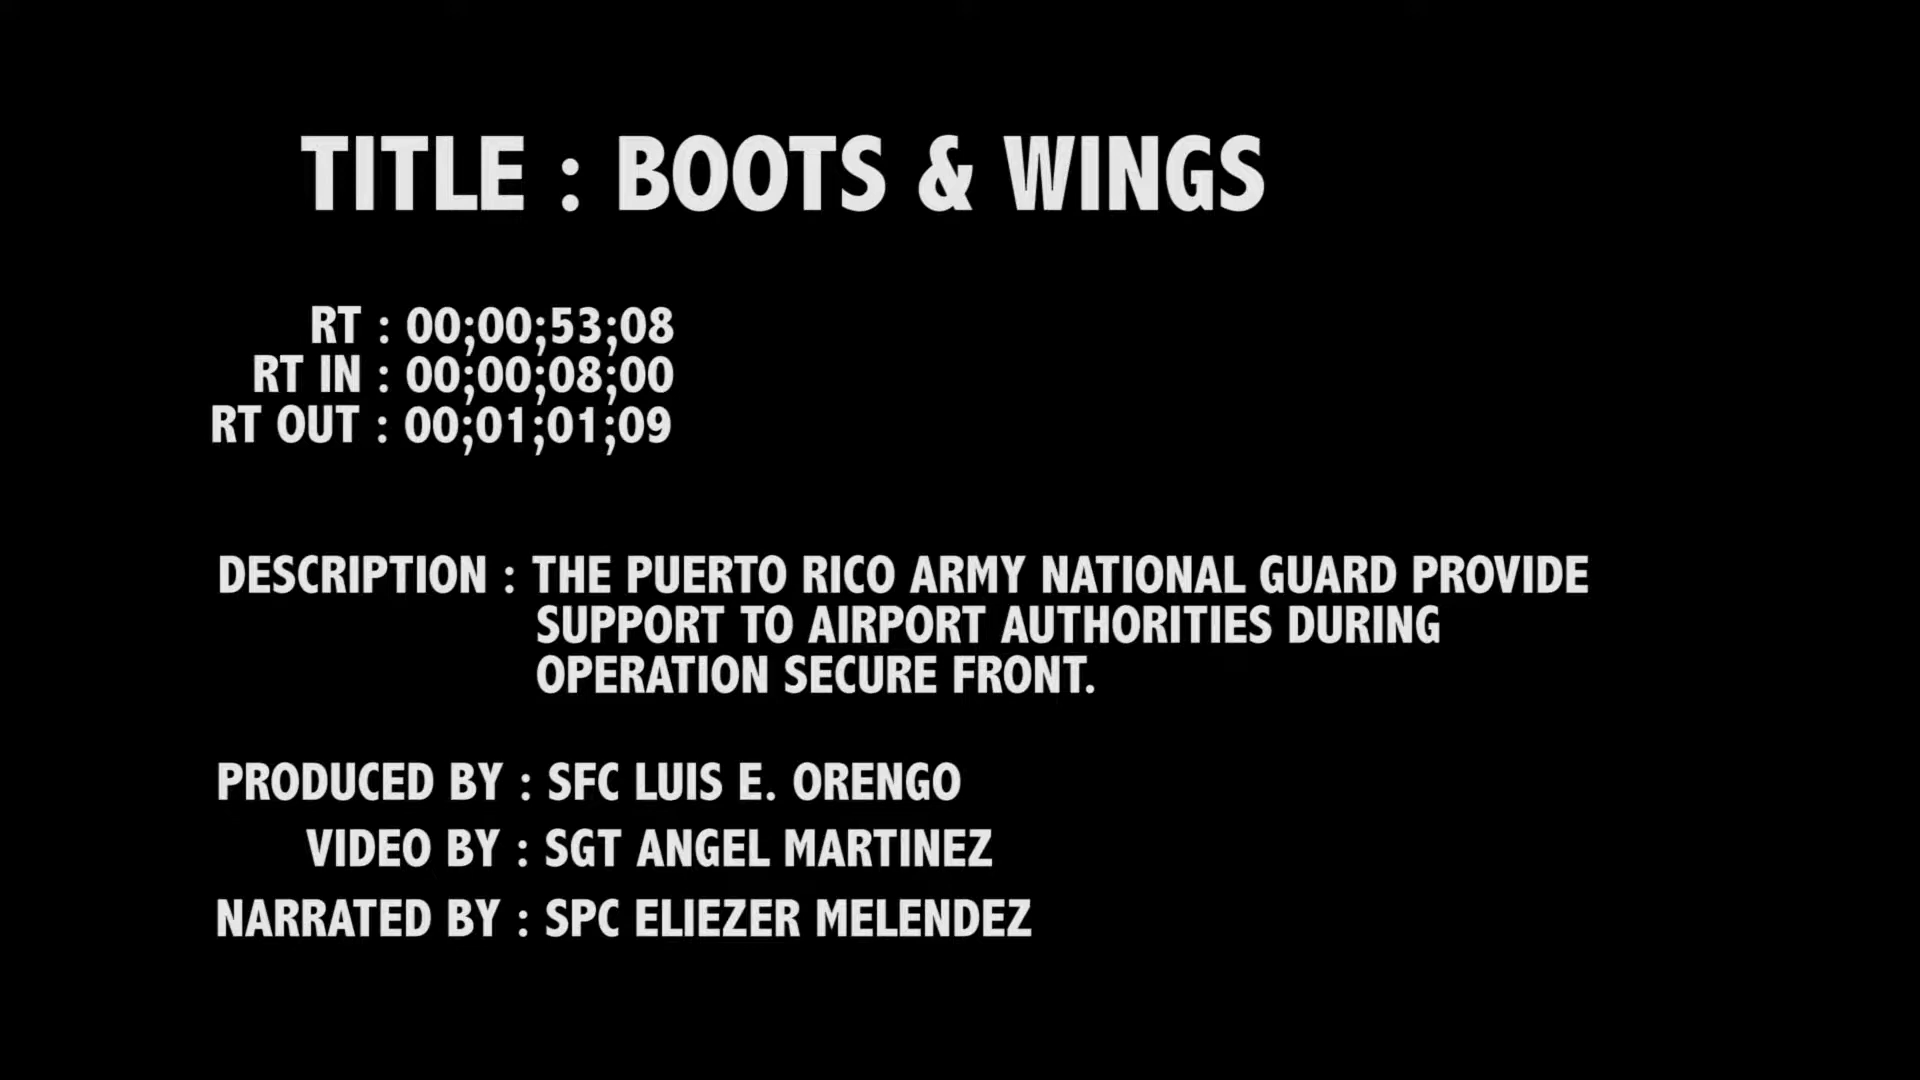 TITLE : BOOTS & WINGS
RT : 00;00;53;08
RT IN : 00;00;08;00
RT OUT : 00;01;01;09
DESCRIPTION : THE PUERTO RICO ARMY NATIONAL GUARD PROVIDE
SUPPORT TO AIRPORT AUTHORITIES DURING
OPERATION SECURE FRONT.
PRODUCED BY : SFC LUIS E. ORENGO
VIDEO BY : SGT ANGEL MARTINEZ
NARRATED BY : SPC ELIEZER MELENDEZ